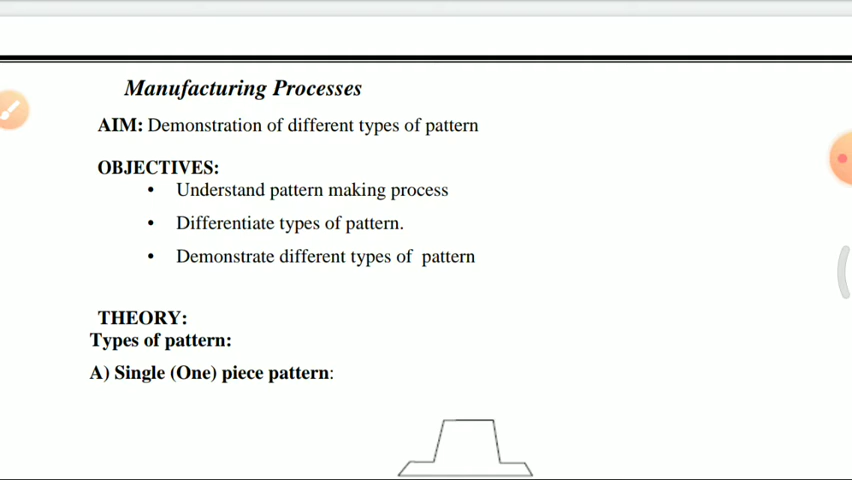 Manufacturing Processes
AIM: Demonstration of different types of pattern
OBJECTIVES:
• Understand pattern making process
• Differentiate types of pattern.
• Demonstrate different types of pattern
THEORY:
Types of pattern:
A) Single (One) piece pattern: